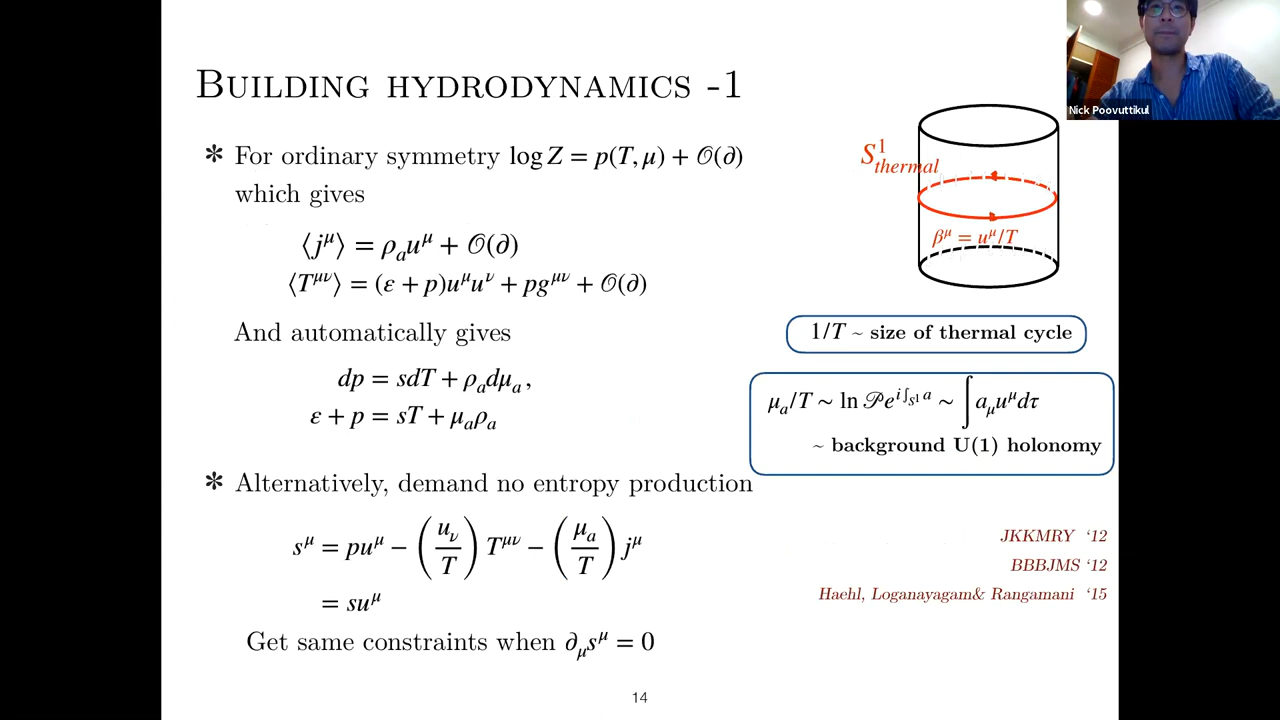 BUILDING HYDRODYNAMICS -1
Nick Poovuttikul
* For ordinary symmetry log Z = p(T, μ) + 𝒪(∂)
which gives
⟨j^μ⟩ = ρ_a u^μ + 𝒪(∂)
⟨T^{μν}⟩ = (ε + p)u^μ u^ν + pg^{μν} + 𝒪(∂)
And automatically gives
dp = sdT + ρ_a dμ_a ,
ε + p = sT + μ_a ρ_a
* Alternatively, demand no entropy production
s^μ = pu^μ − (u_ν/T) T^{μν} − (μ_a/T) j^μ
= su^μ
Get same constraints when ∂_μ s^μ = 0
S^1_{thermal}
β^μ = u^μ/T
1/T ~ size of thermal cycle
μ_a/T ∼ ln 𝒫e^{i∫_{S^1} a} ∼ ∫ a_μ u^μ dτ
~ background U(1) holonomy
JKKMRY ‘12
BBBJMS ‘12
Haehl, Loganayagam& Rangamani ‘15
14